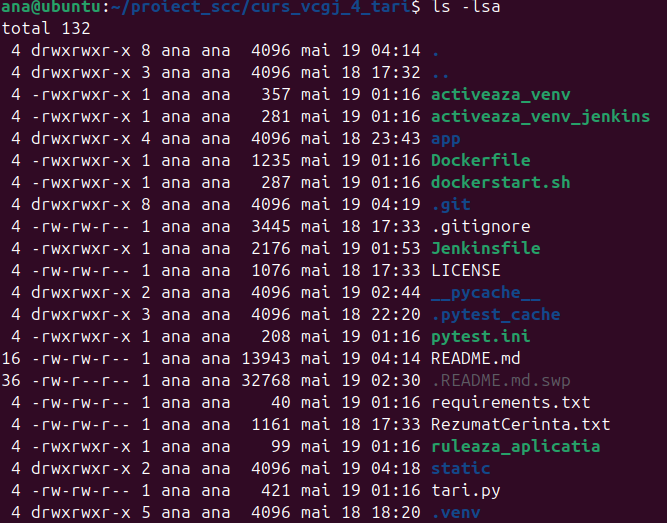 ana@ubuntu:~/proiect_scc/curs_vcgj_4_tari$ ls -lsa
total 132
4 drwxrwxr-x 8 ana ana 4096 mai 19 04:14 .
4 drwxrwxr-x 3 ana ana 4096 mai 18 17:32 ..
4 -rwxrwxr-x 1 ana ana 357 mai 19 01:16 activeaza_venv
4 -rwxrwxr-x 1 ana ana 281 mai 19 01:16 activeaza_venv_jenkins
4 drwxrwxr-x 4 ana ana 4096 mai 18 23:43 app
4 -rwxrwxr-x 1 ana ana 1235 mai 19 01:16 Dockerfile
4 -rwxrwxr-x 1 ana ana 287 mai 19 01:16 dockerstart.sh
4 drwxrwxr-x 8 ana ana 4096 mai 19 04:19 .git
4 -rw-rw-r-- 1 ana ana 3445 mai 18 17:33 .gitignore
4 -rwxrwxr-x 1 ana ana 2176 mai 19 01:53 Jenkinsfile
4 -rw-rw-r-- 1 ana ana 1076 mai 18 17:33 LICENSE
4 drwxrwxr-x 2 ana ana 4096 mai 19 02:44 __pycache__
4 drwxrwxr-x 3 ana ana 4096 mai 18 22:20 .pytest_cache
4 -rwxrwxr-x 1 ana ana 208 mai 19 01:16 pytest.ini
16 -rw-rw-r-- 1 ana ana 13943 mai 19 04:14 README.md
36 -rw-r--r-- 1 ana ana 32768 mai 19 02:30 .README.md.swp
4 -rw-rw-r-- 1 ana ana 40 mai 19 01:16 requirements.txt
4 -rw-rw-r-- 1 ana ana 1161 mai 18 17:33 RezumatCerinta.txt
4 -rwxrwxr-x 1 ana ana 99 mai 19 01:16 ruleaza_aplicatia
4 drwxrwxr-x 2 ana ana 4096 mai 19 04:18 static
4 -rw-rw-r-- 1 ana ana 421 mai 19 01:16 tari.py
4 drwxrwxr-x 5 ana ana 4096 mai 18 18:20 .venv